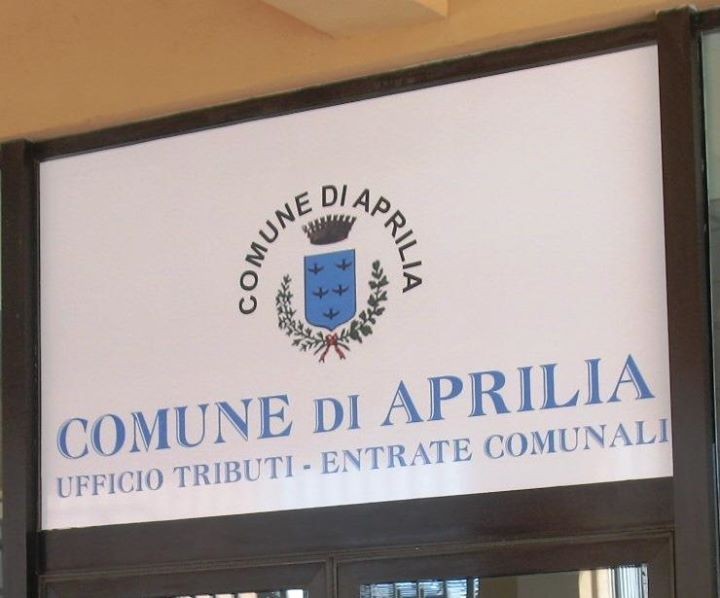 COMUNE DI APRILIA
COMUNE DI APRILIA
UFFICIO TRIBUTI - ENTRATE COMUNALI